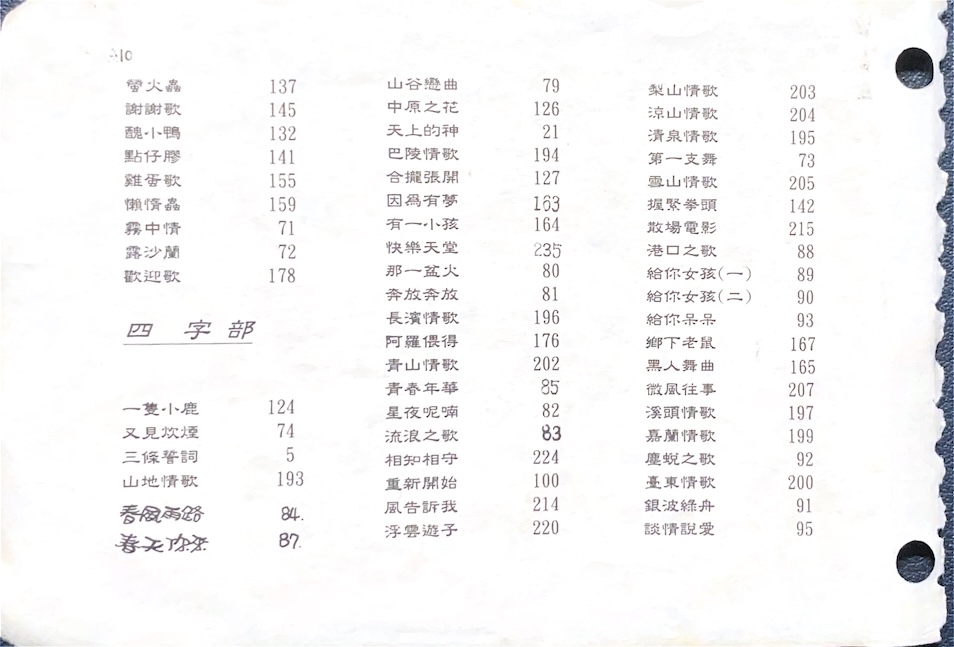 螢火蟲 137
謝謝歌 145
醜小鴨 132
點仔膠 141
雞蛋歌 155
懶惰蟲 159
霧中情 71
露沙蘭 72
歡迎歌 178
四字部
一隻小鹿 124
又見炊煙 74
三條誓詞 5
山地情歌 193
春風雨路 84.
87.
山谷戀曲 79
中原之花 126
天上的神 21
巴陵情歌 194
合攏張開 127
因爲有夢 163
有一小孩 164
快樂天堂 235
那一盆火 80
奔放奔放 81
長濱情歌 196
阿羅偎得 176
青山情歌 202
青春年華 85
星夜呢喃 82
流浪之歌 83
相知相守 224
重新開始 100
風告訴我 214
浮雲遊子 220
梨山情歌 203
涼山情歌 204
清泉情歌 195
第一支舞 73
雪山情歌 205
握緊拳頭 142
散場電影 215
港口之歌 88
給你女孩(一) 89
給你女孩(二) 90
給你呆呆 93
鄉下老鼠 167
黑人舞曲 165
微風往事 207
溪頭情歌 197
嘉蘭情歌 199
塵蛻之歌 92
臺東情歌 200
銀波綠舟 91
談情說愛 95